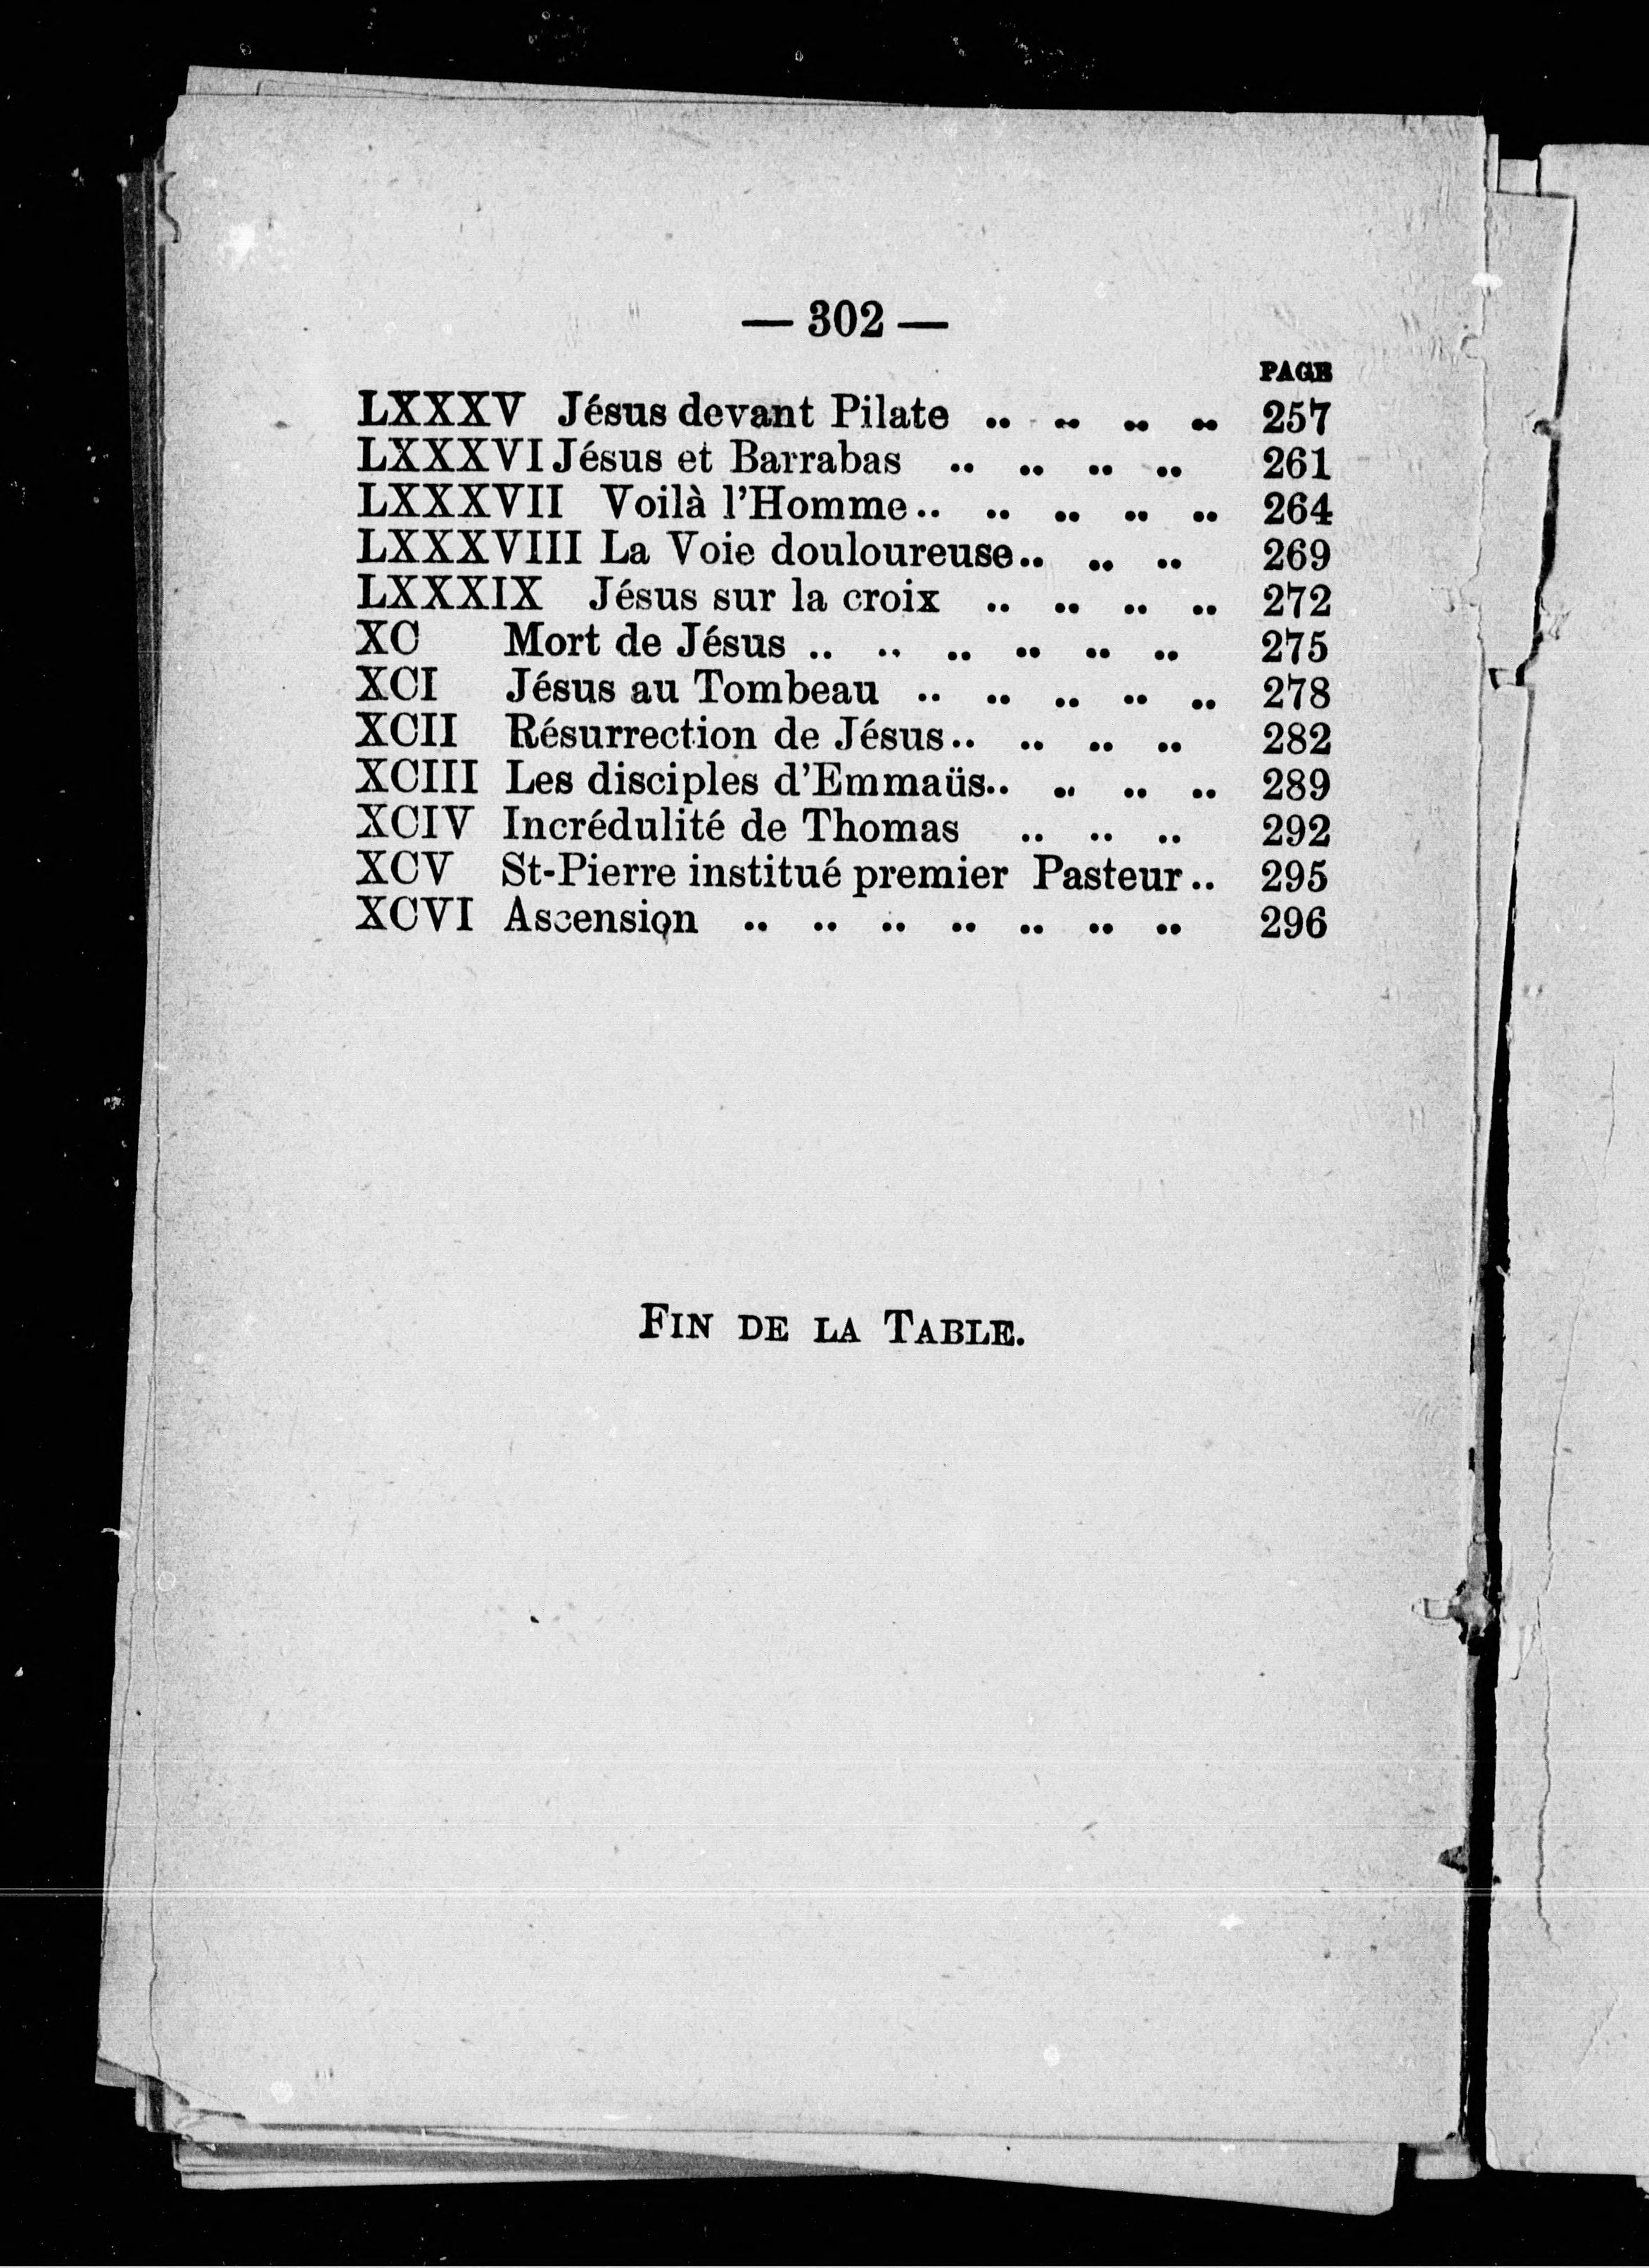 — 302 —
PAGE
LXXXV Jésus devant Pilate .. .. .. .. 257
LXXXVI Jésus et Barrabas .. .. .. .. 261
LXXXVII Voilà l'Homme.. .. .. .. .. 264
LXXXVIII La Voie douloureuse.. .. .. 269
LXXXIX Jésus sur la croix .. .. .. .. 272
XC Mort de Jésus .. .. .. .. .. .. 275
XCI Jésus au Tombeau .. .. .. .. .. 278
XCII Résurrection de Jésus.. .. .. .. 282
XCIII Les disciples d'Emmaüs.. .. .. .. 289
XCIV Incrédulité de Thomas .. .. .. 292
XCV St-Pierre institué premier Pasteur.. 295
XCVI Ascension .. .. .. .. .. .. .. 296
FIN DE LA TABLE.